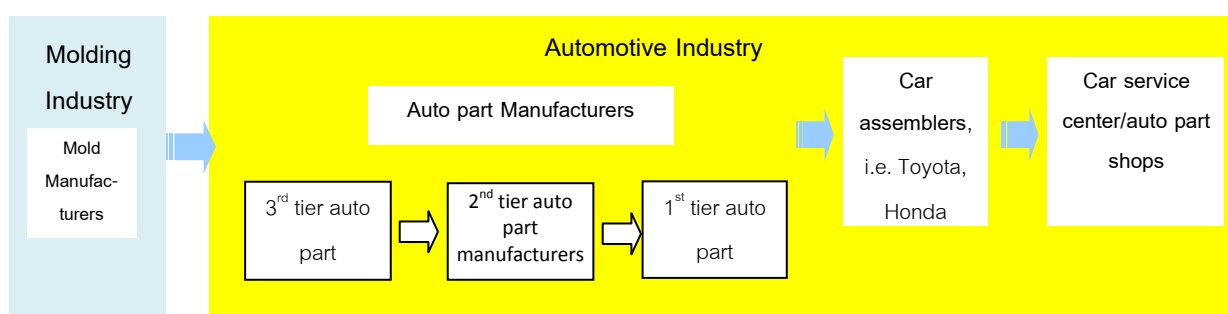 Molding
Industry
Mold
Manufac-
turers
Automotive Industry
Auto part Manufacturers
3rd tier auto
part
2nd tier auto
part
manufacturers
1st tier auto
part
Car
assemblers,
i.e. Toyota,
Honda
Car service
center/auto part
shops